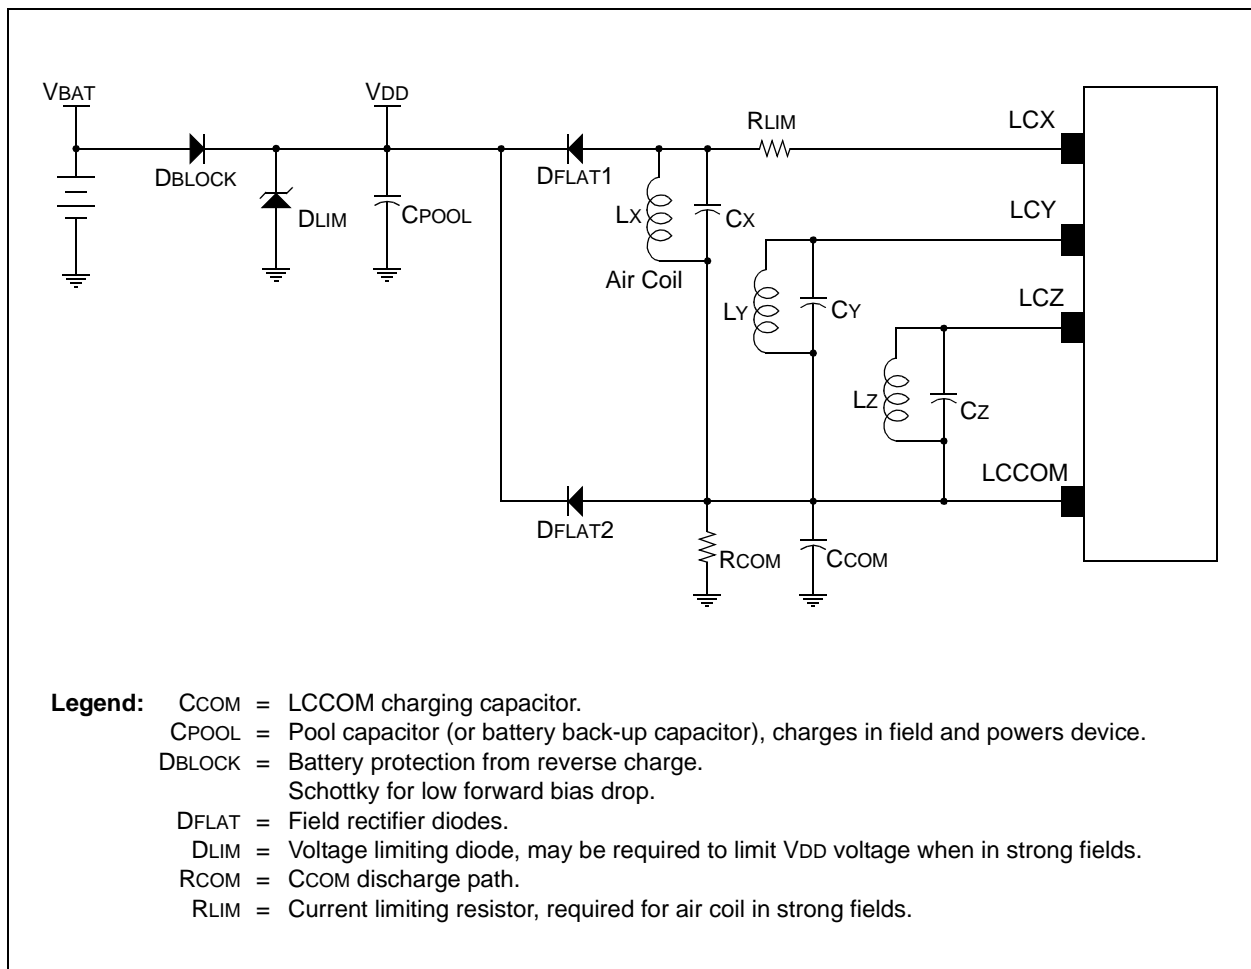 VBAT
VDD
RLIM
LCX
DBLOCK
DFLAT1
DLIM
CPOOL
LX
CX
LCY
Air Coil
LCZ
LY
CY
LZ
CZ
LCCOM
DFLAT2
RCOM
CCOM
Legend: CCOM = LCCOM charging capacitor.
CPOOL = Pool capacitor (or battery back-up capacitor), charges in field and powers device.
DBLOCK = Battery protection from reverse charge.
Schottky for low forward bias drop.
DFLAT = Field rectifier diodes.
DLIM = Voltage limiting diode, may be required to limit VDD voltage when in strong fields.
RCOM = CCOM discharge path.
RLIM = Current limiting resistor, required for air coil in strong fields.